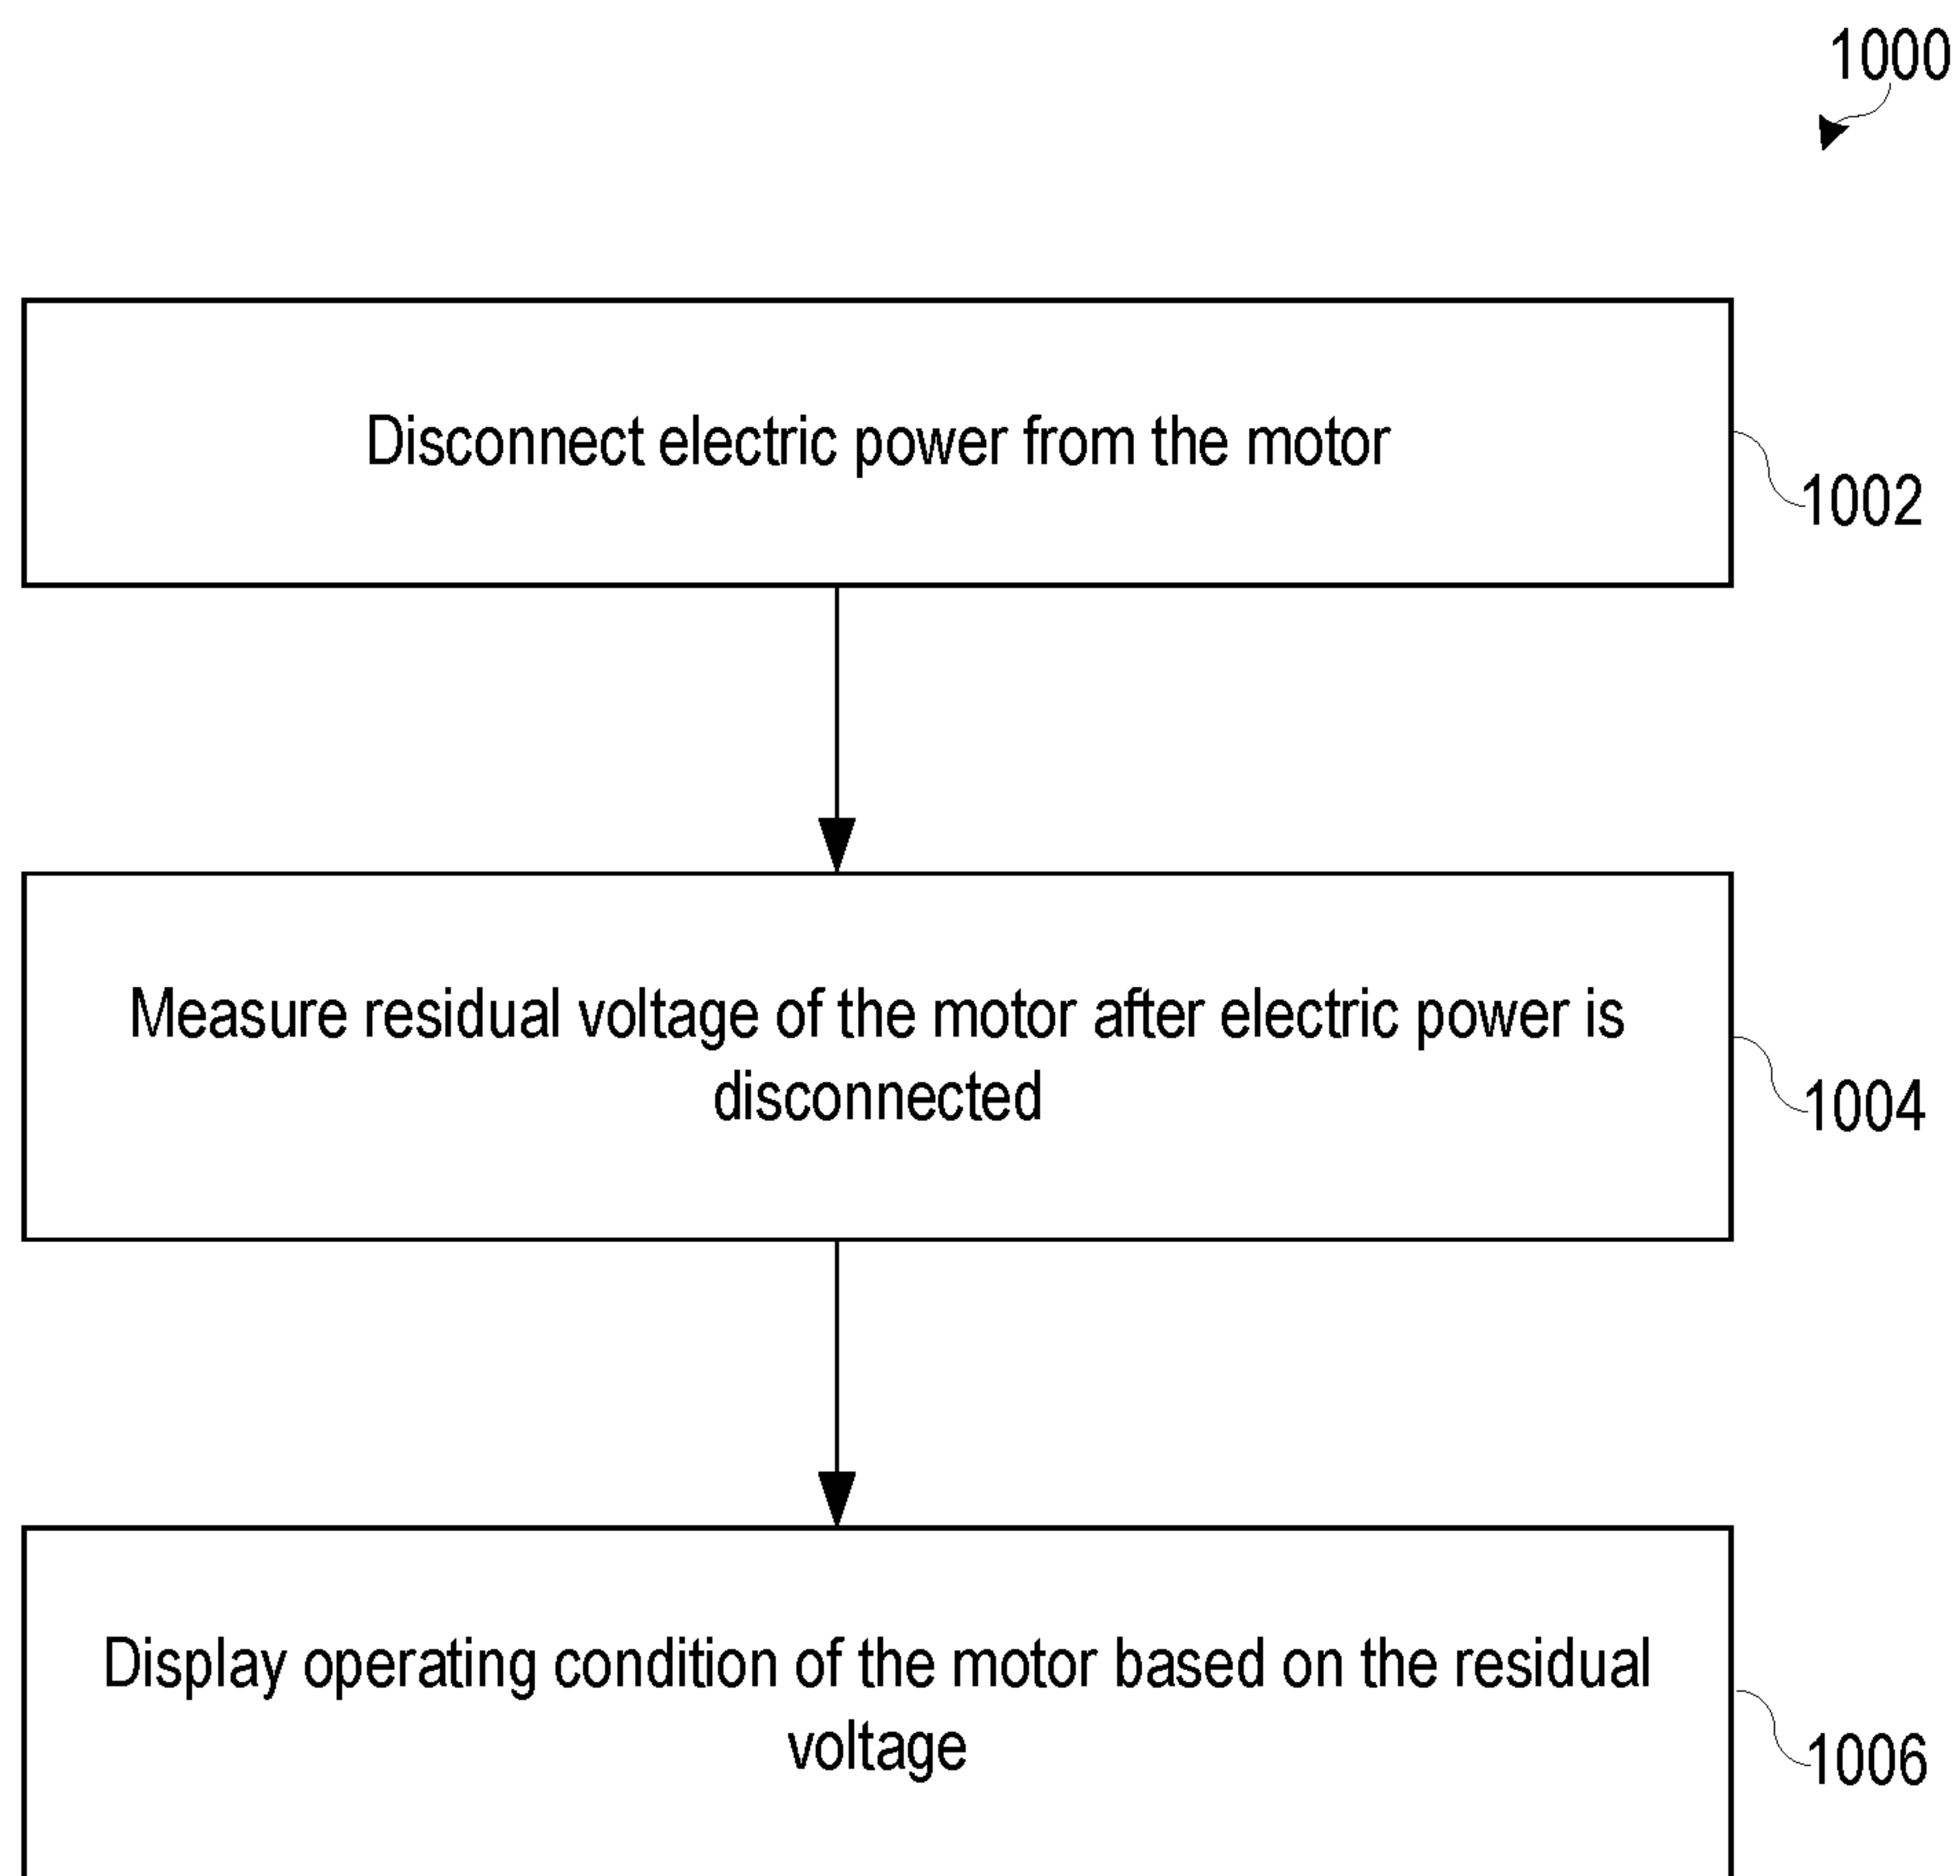 1000
Disconnect electric power from the motor
1002
Measure residual voltage of the motor after electric power is
disconnected
1004
Display operating condition of the motor based on the residual
voltage
1006